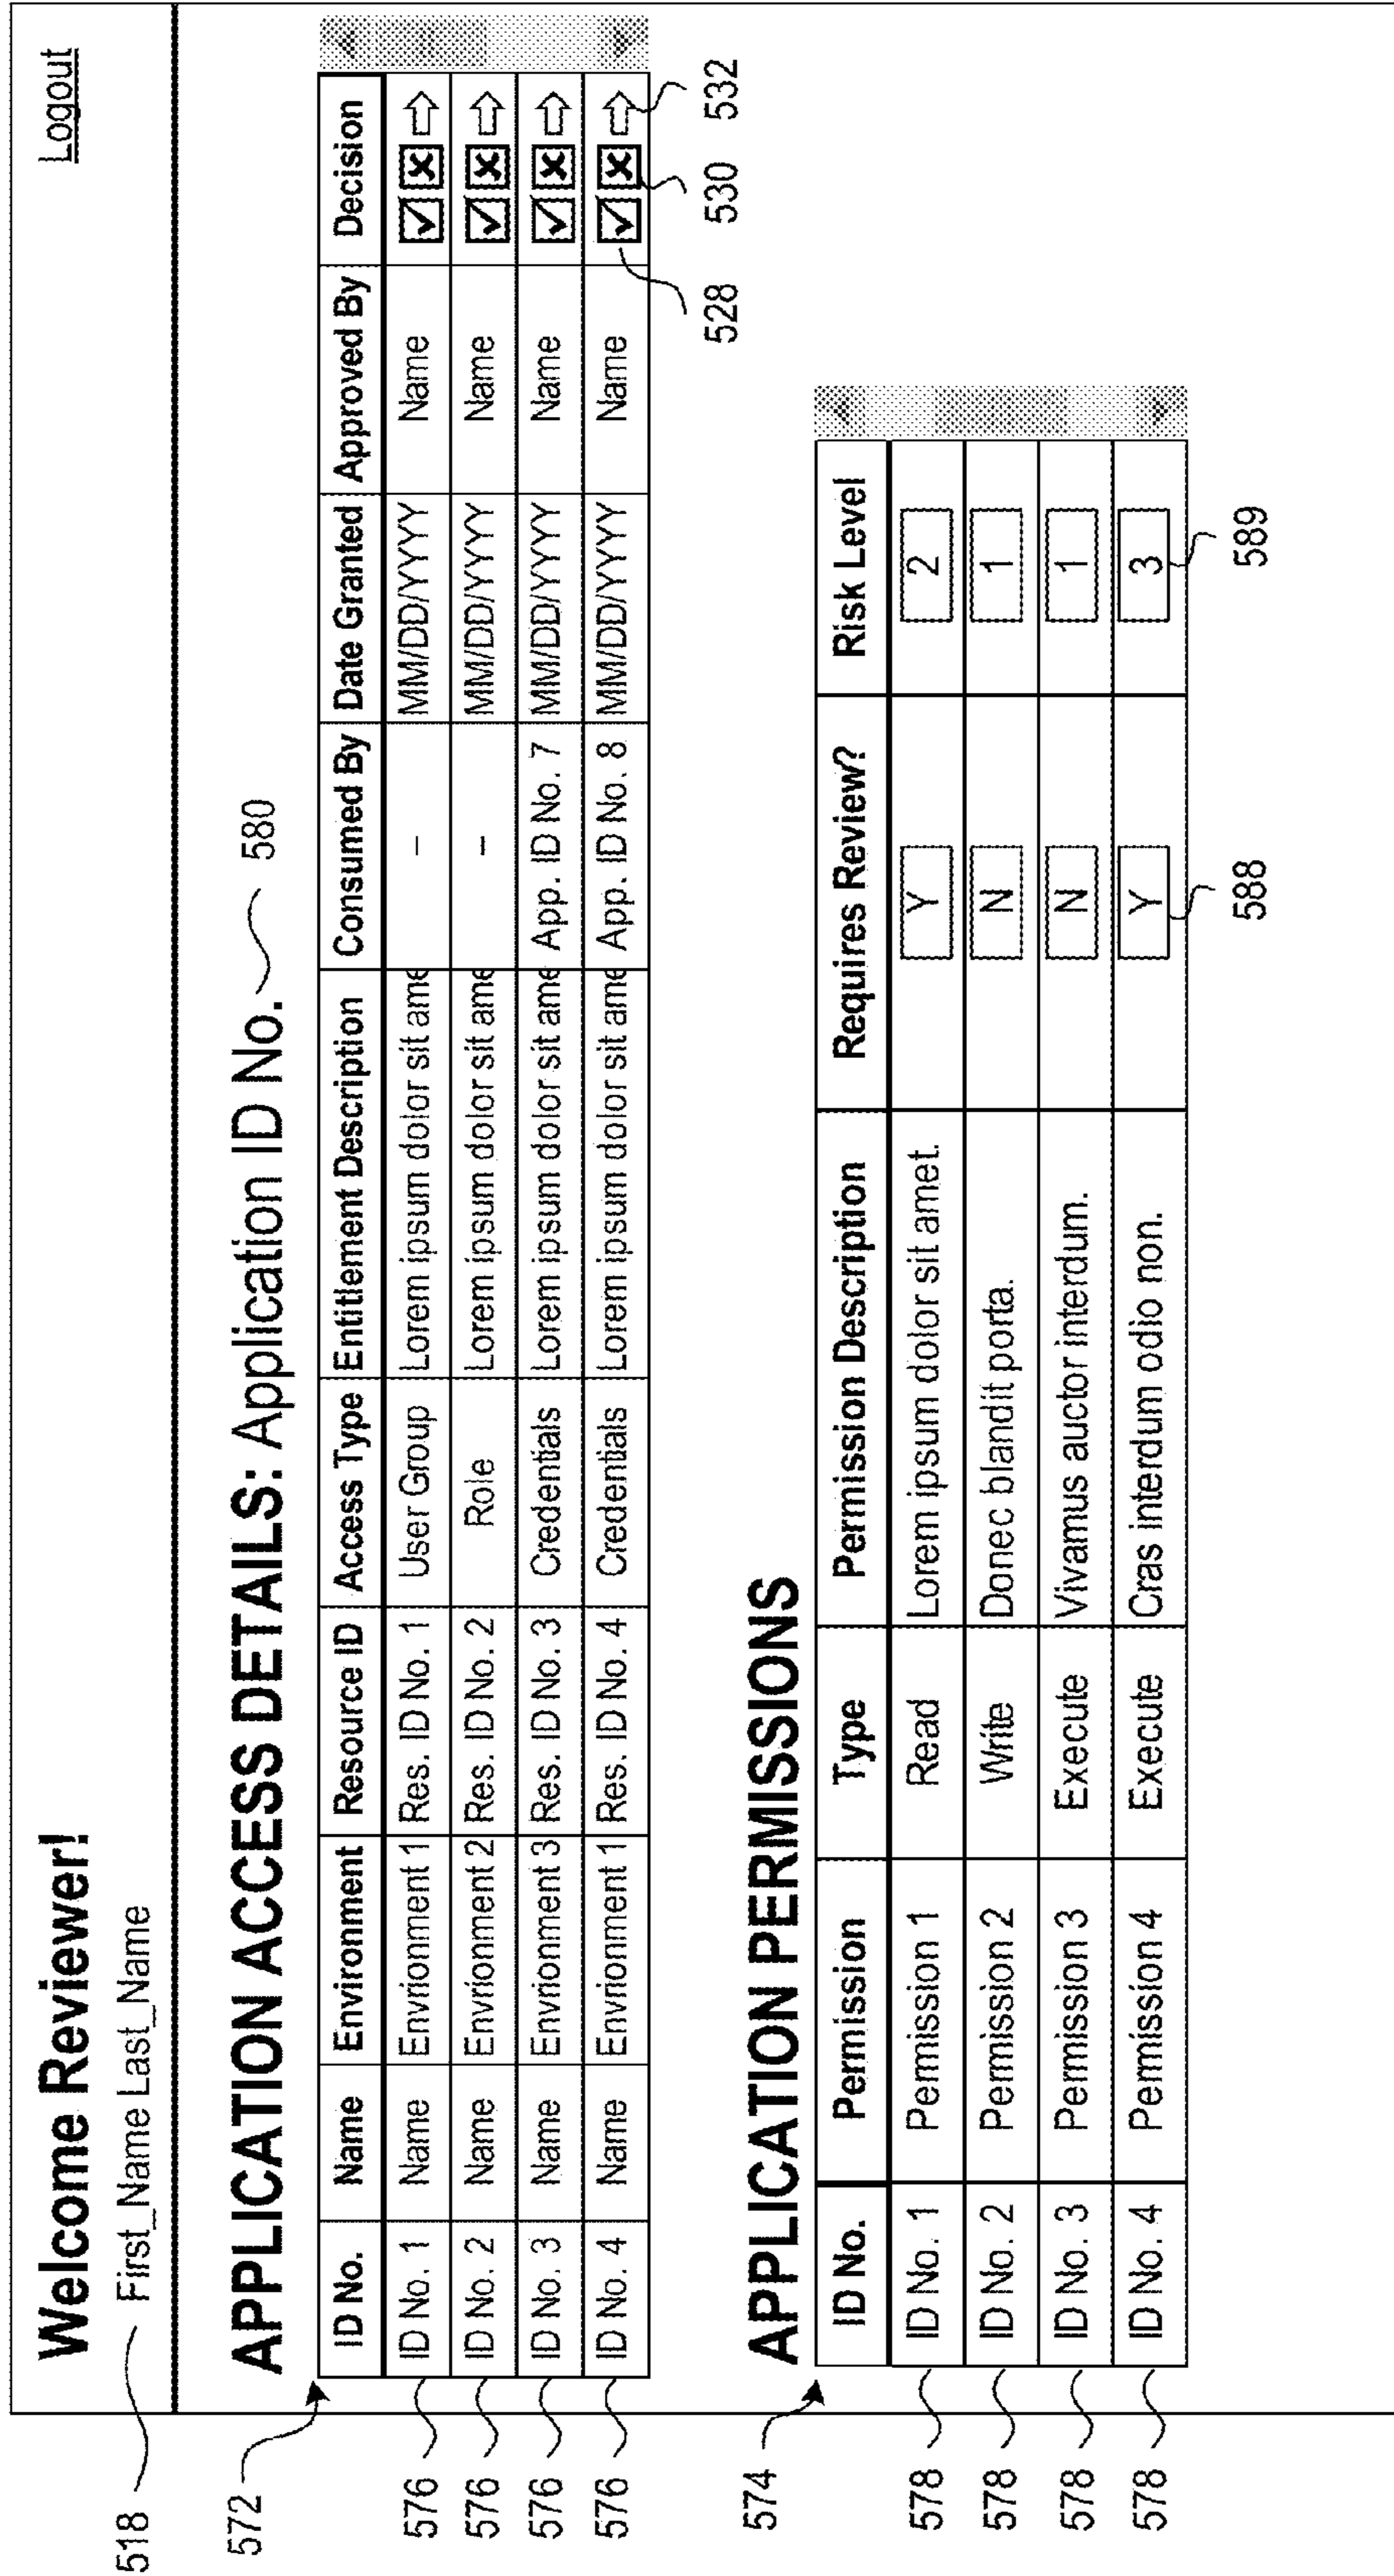 Welcome Reviewer!
Logout
518 First_Name Last_Name
APPLICATION ACCESS DETAILS: Application ID No. 580
572
ID No. Name Environment Resource ID Access Type Entitlement Description Consumed By Date Granted Approved By Decision
576 ID No. 1 Name Envrionment 1 Res. ID No. 1 User Group Lorem ipsum dolor sit ame – MM/DD/YYYY Name
576 ID No. 2 Name Envrionment 2 Res. ID No. 2 Role Lorem ipsum dolor sit ame – MM/DD/YYYY Name
576 ID No. 3 Name Envrionment 3 Res. ID No. 3 Credentials Lorem ipsum dolor sit ame App. ID No. 7 MM/DD/YYYY Name
576 ID No. 4 Name Envrionment 1 Res. ID No. 4 Credentials Lorem ipsum dolor sit ame App. ID No. 8 MM/DD/YYYY Name
528 530 532
APPLICATION PERMISSIONS
574
ID No. Permission Type Permission Description Requires Review? Risk Level
578 ID No. 1 Permission 1 Read Lorem ipsum dolor sit amet. Y 2
578 ID No. 2 Permission 2 Write Donec blandit porta. N 1
578 ID No. 3 Permission 3 Execute Vivamus auctor interdum. N 1
578 ID No. 4 Permission 4 Execute Cras interdum odio non. Y 3
588 589